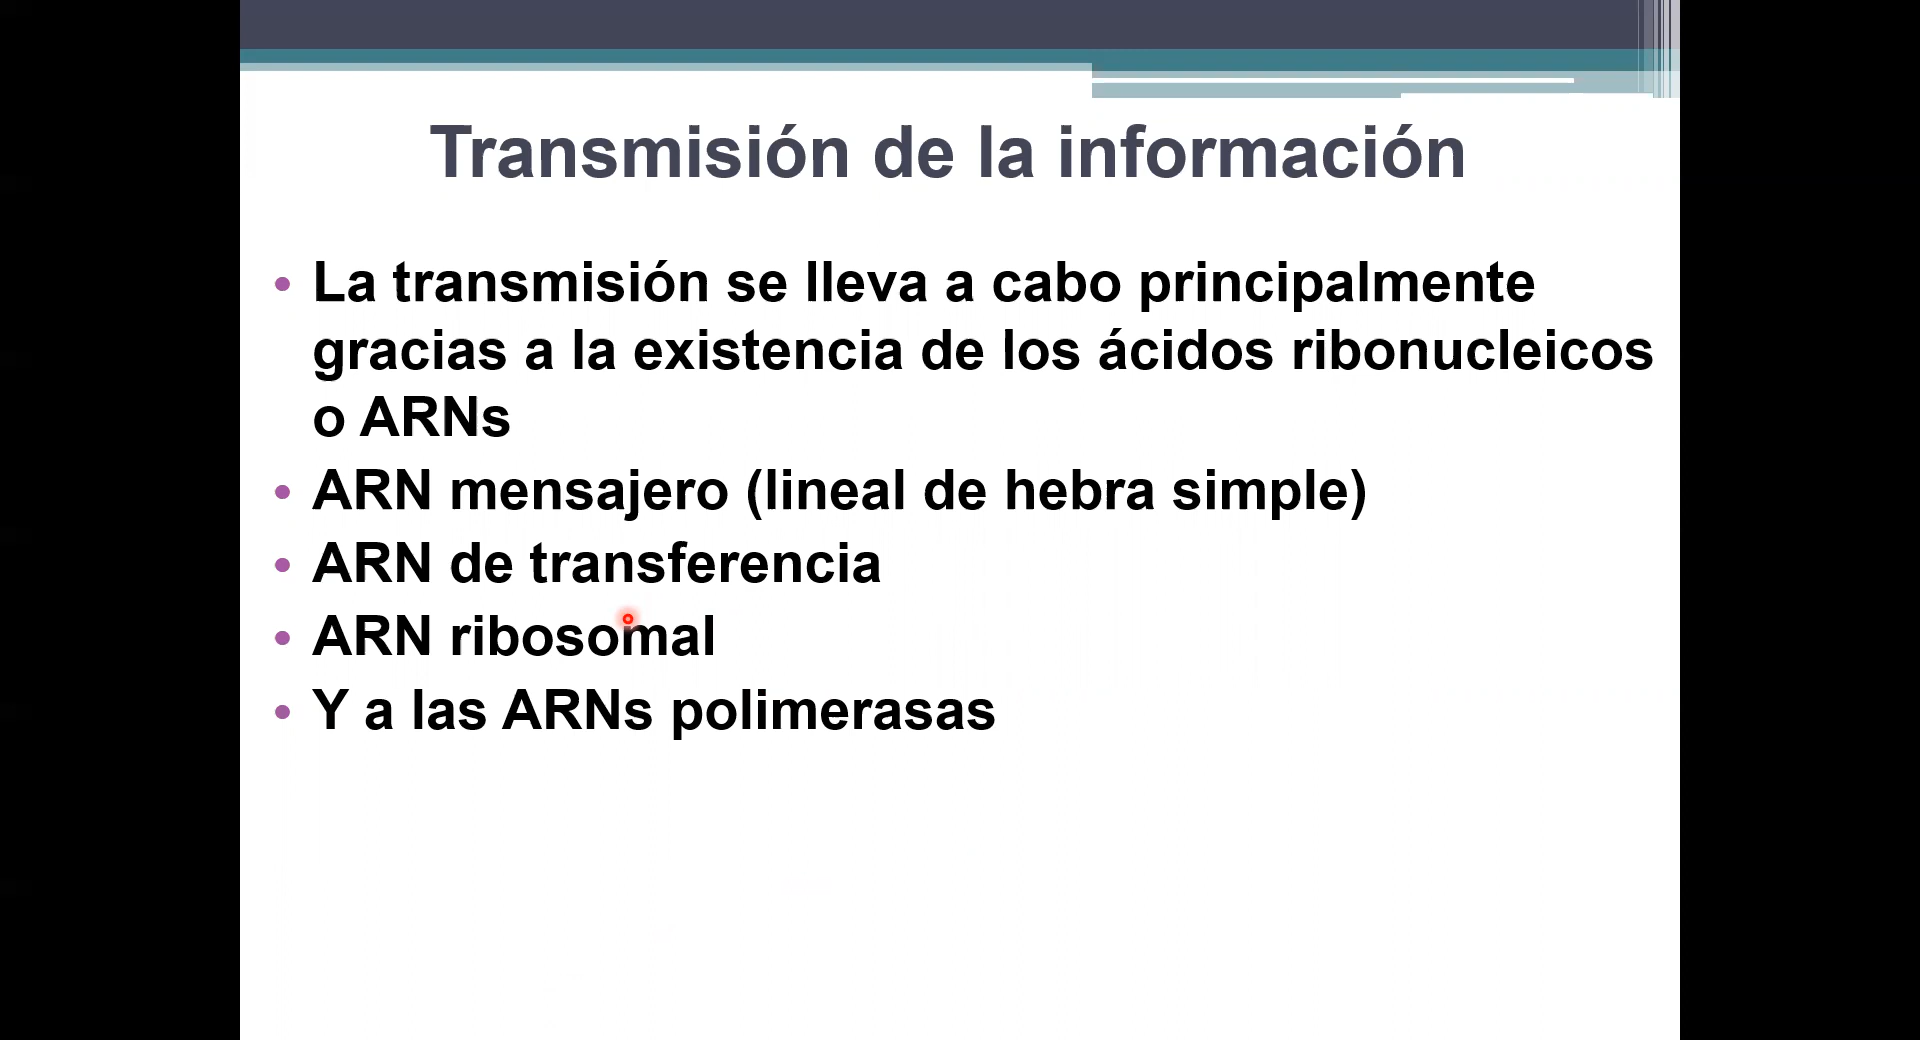 Transmisión de la información
• La transmisión se lleva a cabo principalmente
gracias a la existencia de los ácidos ribonucleicos
o ARNs
• ARN mensajero (lineal de hebra simple)
• ARN de transferencia
• ARN ribosomal
• Y a las ARNs polimerasas